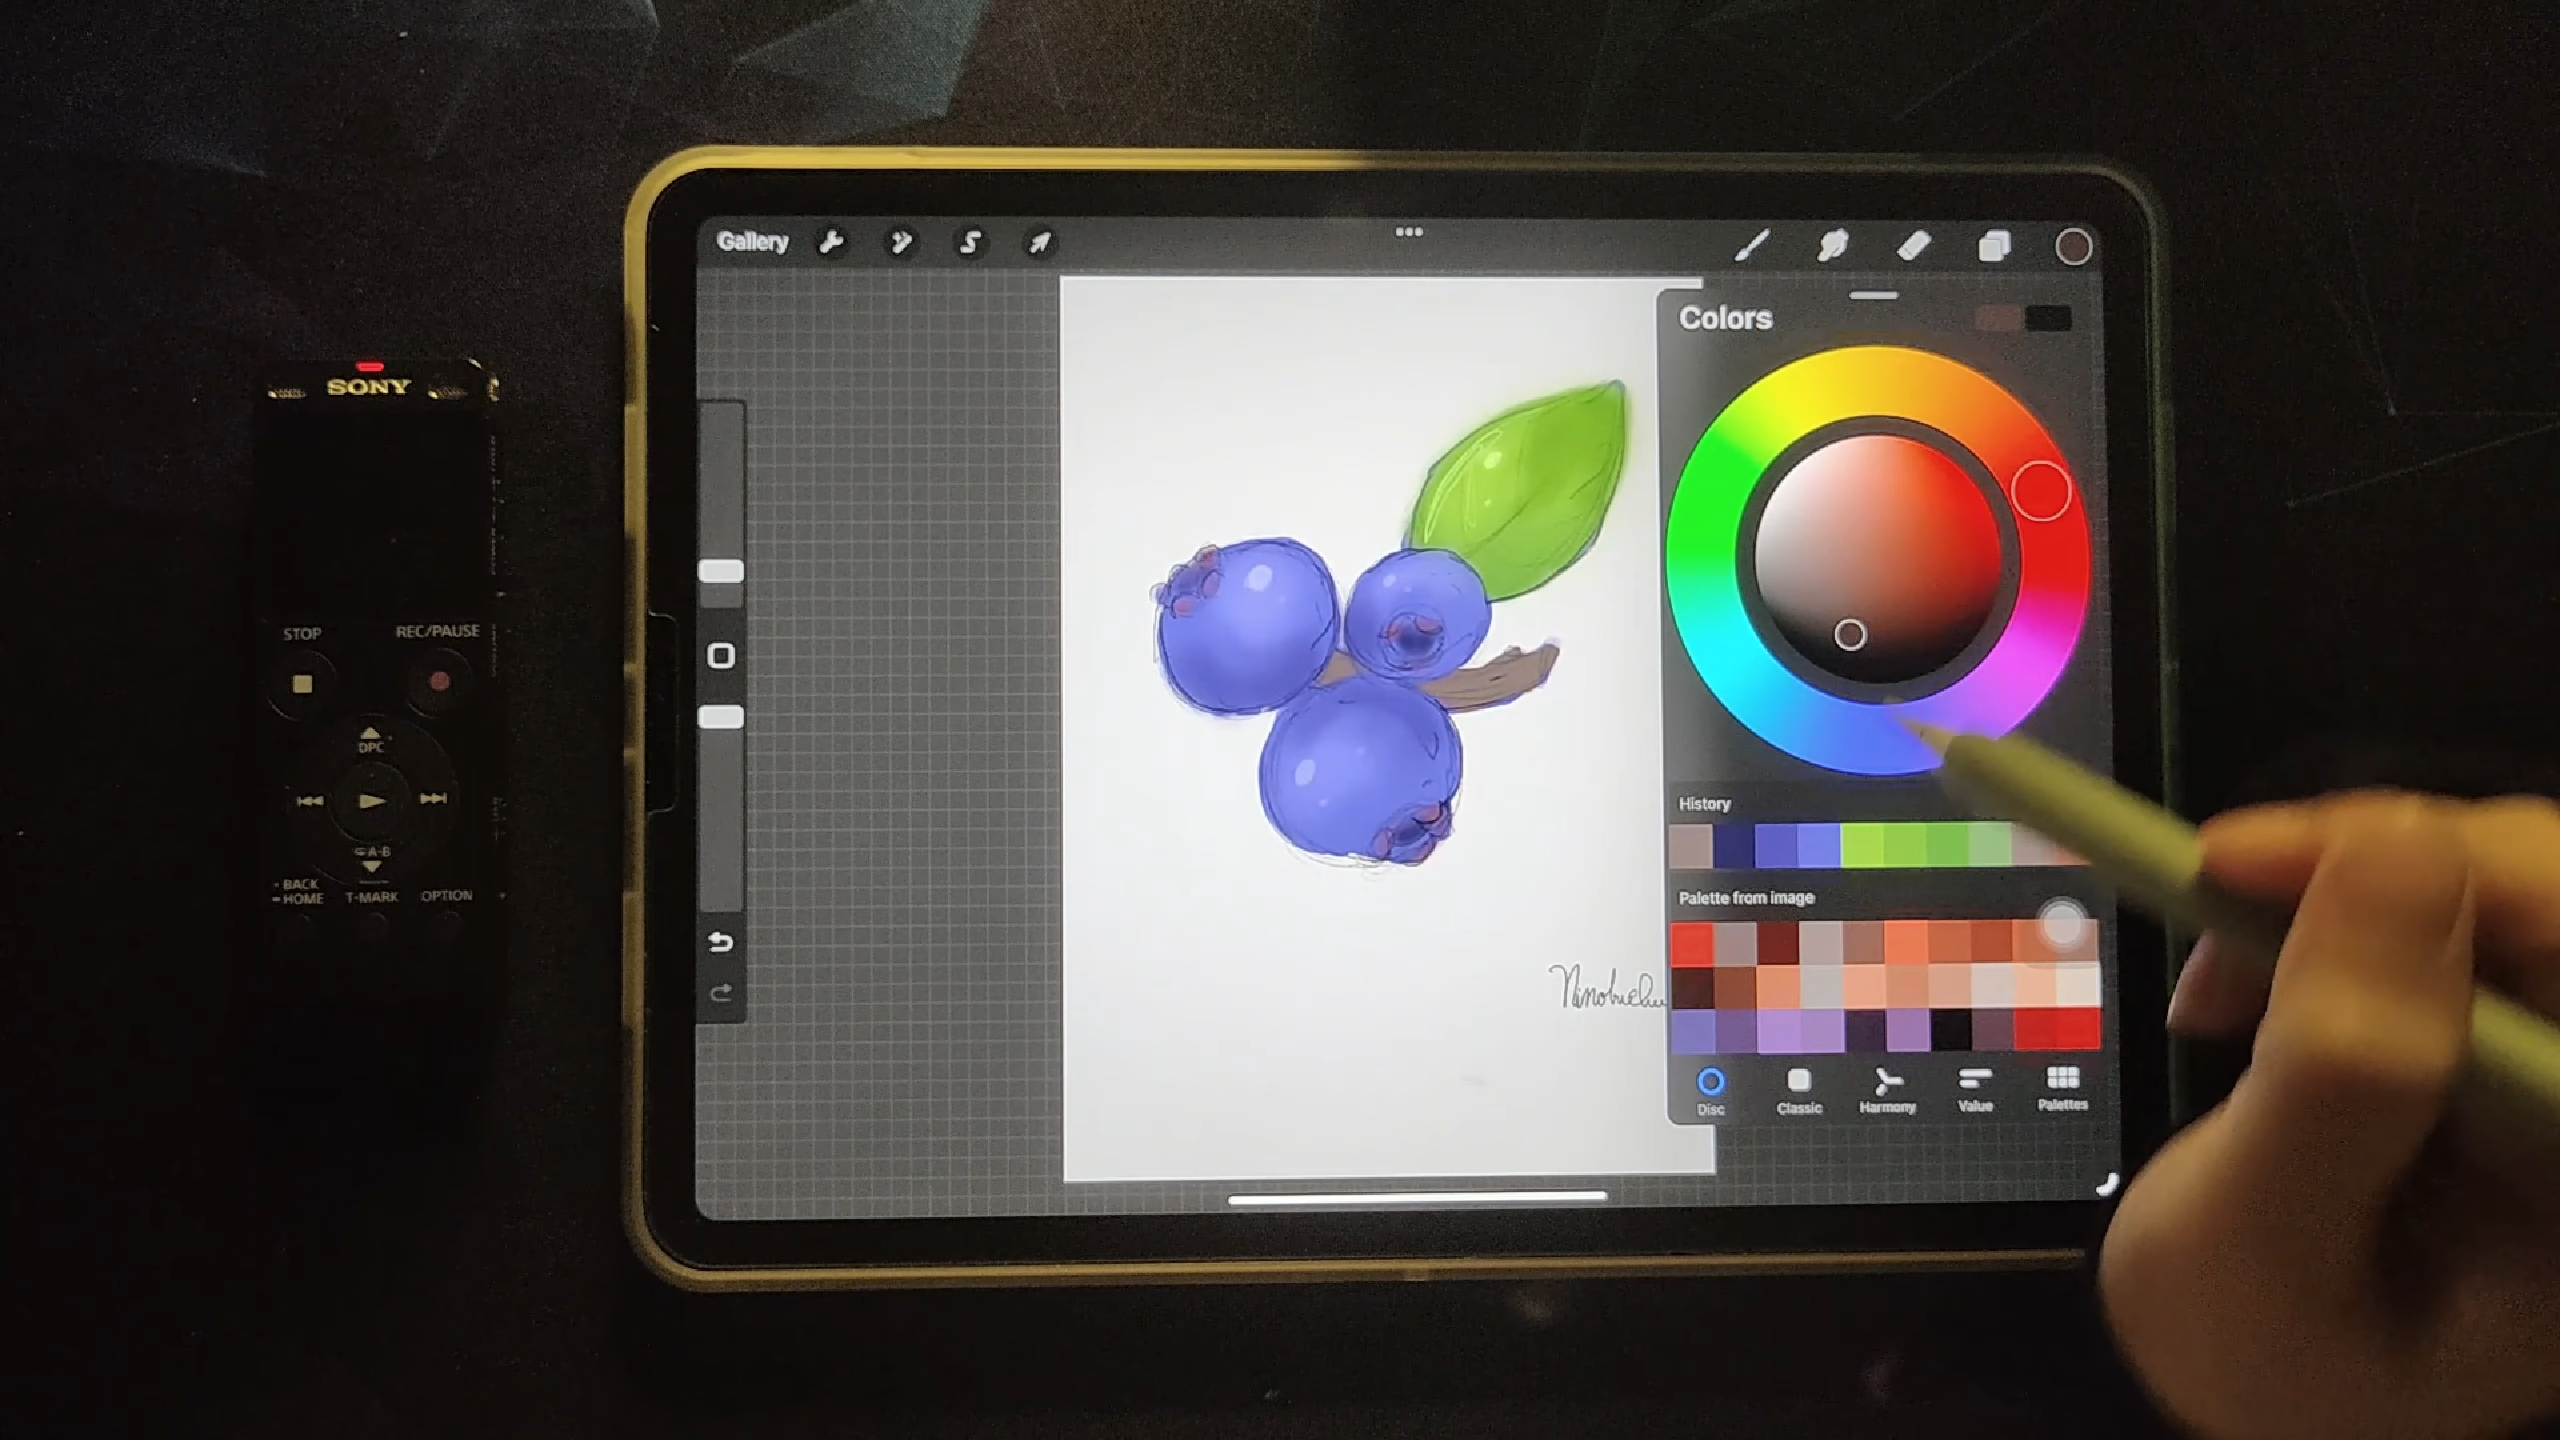 Gallery
Colors
SONY
STOP
REC/PAUSE
DPC
A-B
BACK
HOME
T-MARK
OPTION
History
Palette from image
Disc
Classic
Harmony
Value
Palettes